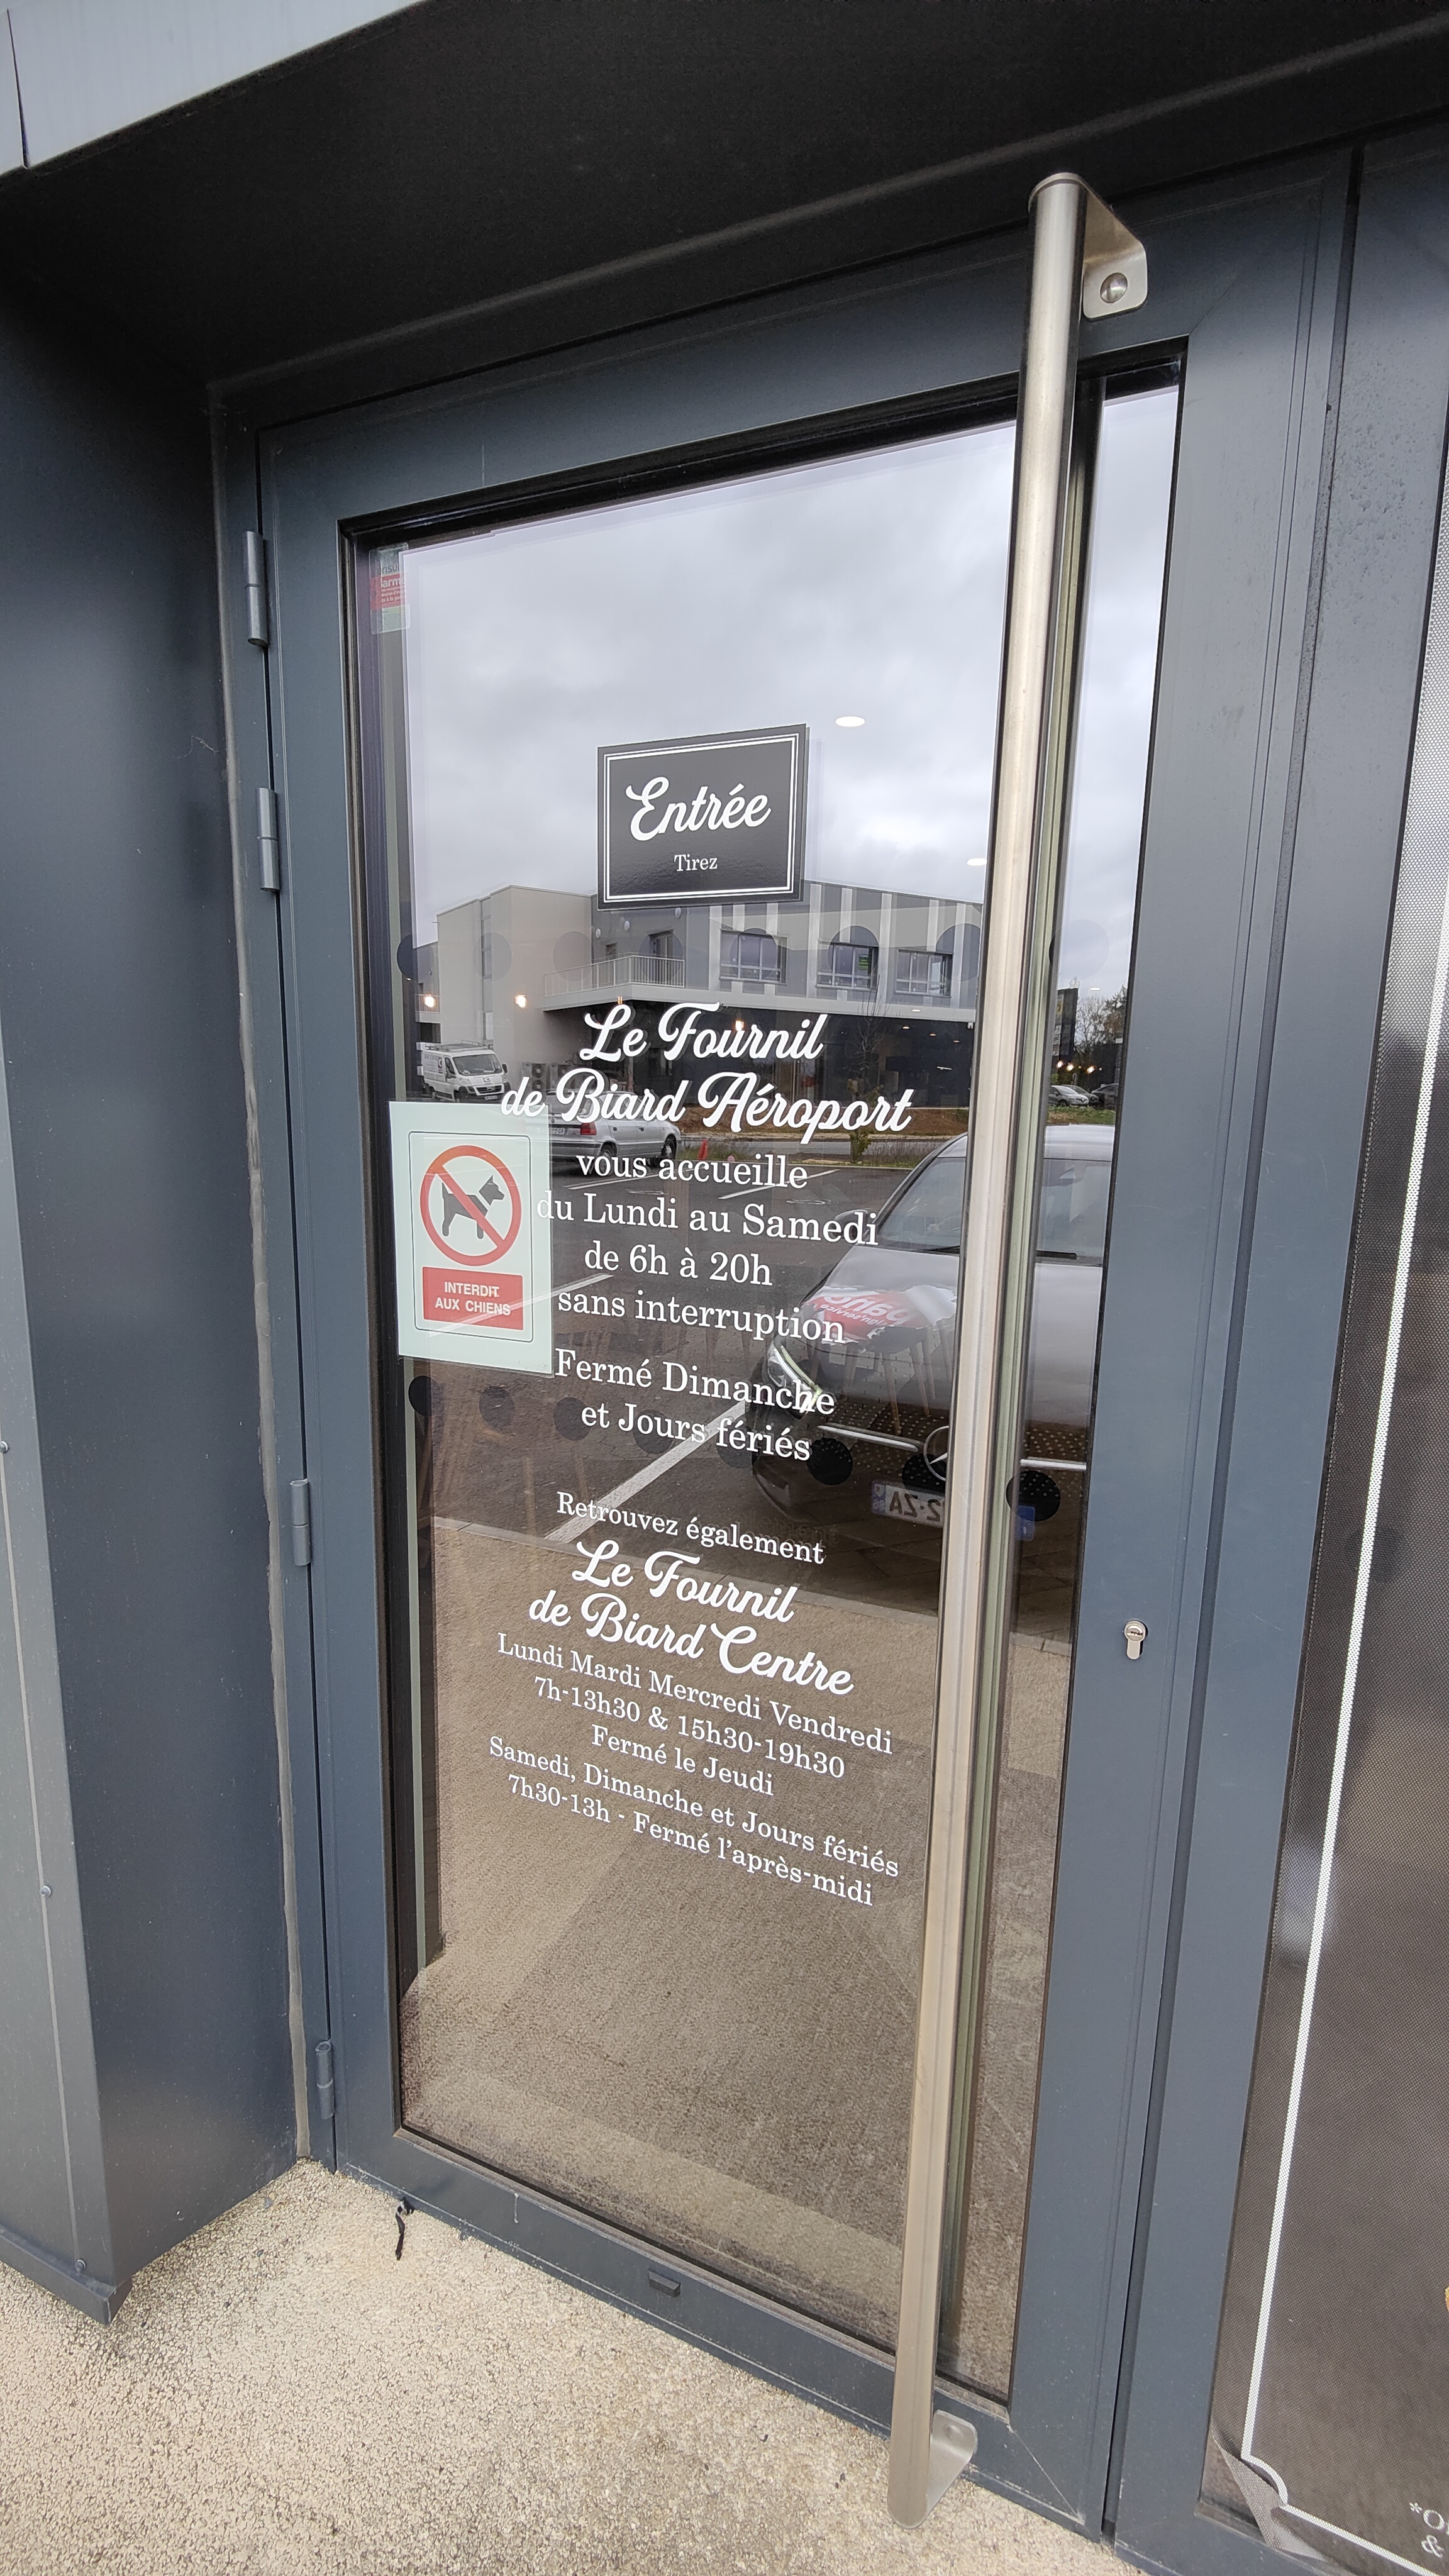 Entrée
Tirez
Le Fournil
de Biard Aéroport
vous accueille
du Lundi au Samedi
de 6h à 20h
sans interruption
Fermé Dimanche
et Jours fériés
INTERDIT
AUX CHIENS
Retrouvez également
Le Fournil
de Biard Centre
Lundi Mardi Mercredi Vendredi
7h-13h30 & 15h30-19h30
Fermé le Jeudi
Samedi, Dimanche et Jours fériés
7h30-13h - Fermé l'après-midi